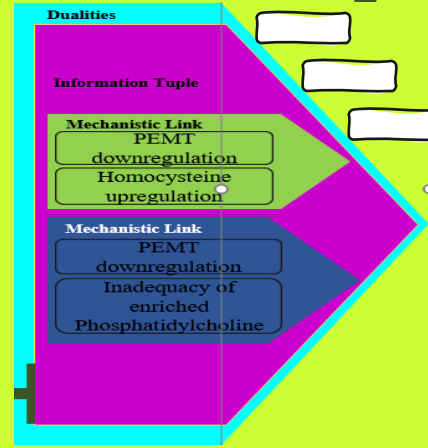 Dualities
Information Tuple
Mechanistic Link
PEMT
downregulation
Homocysteine
upregulation
Mechanistic Link
PEMT
downregulation
Inadequacy of
enriched
Phosphatidylcholine